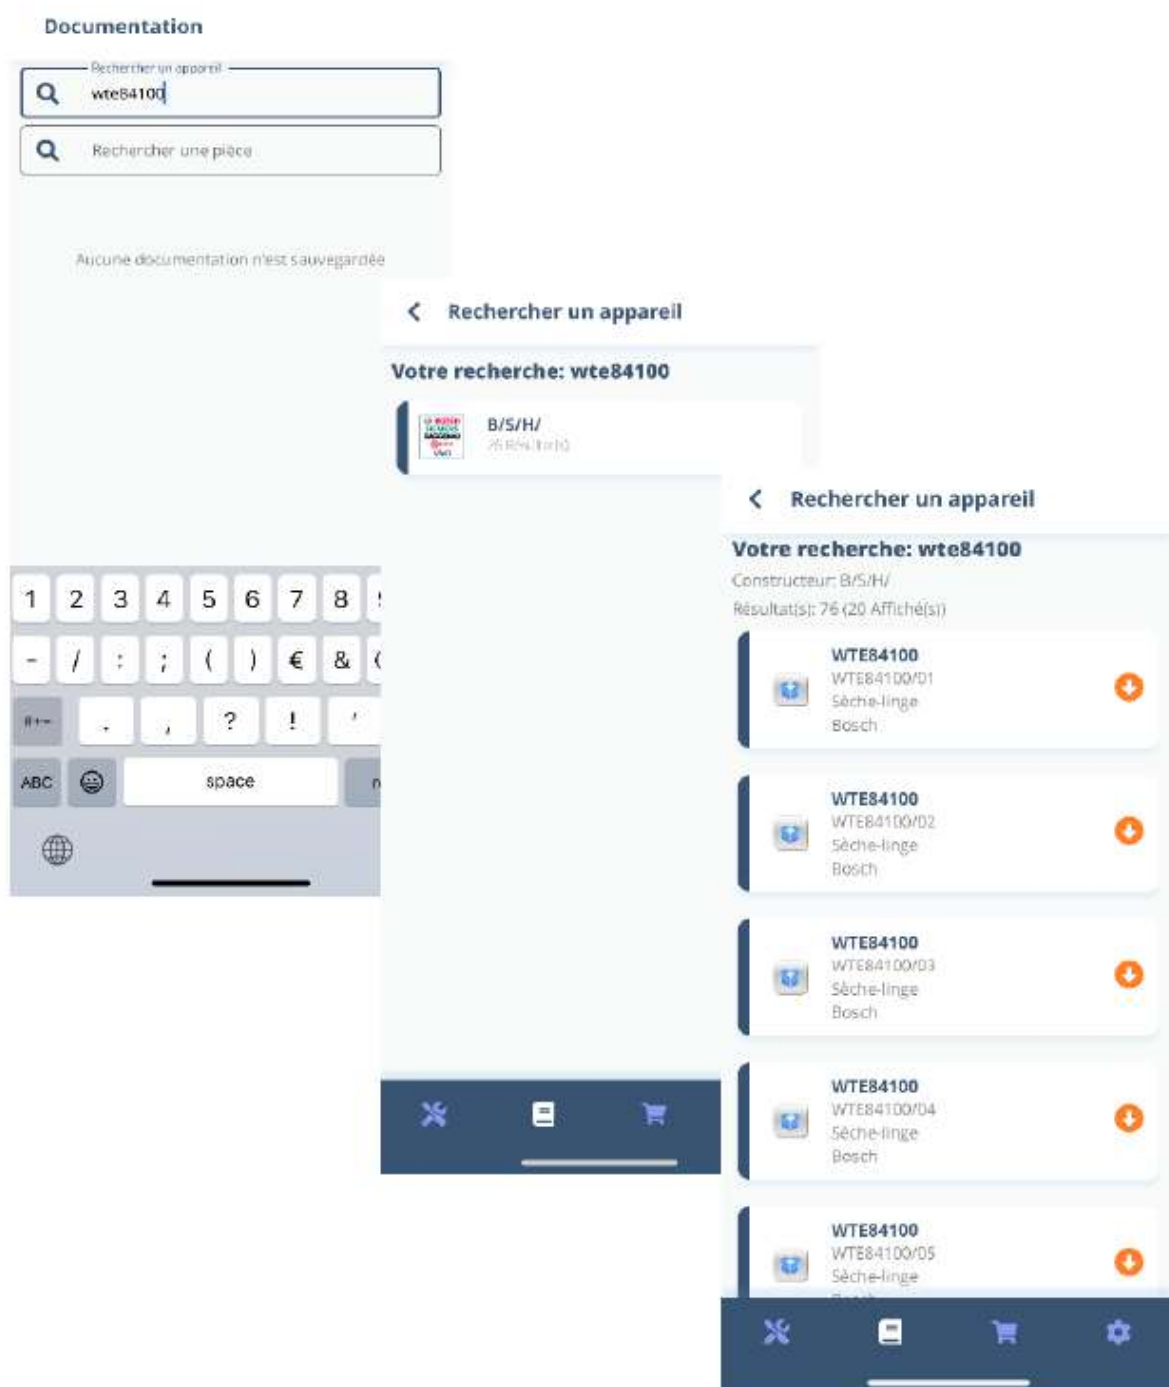 Documentation
Rechercher un appareil
wte84100
Rechercher une pièce
Aucune documentation n'est sauvegardée
1 2 3 4 5 6 7 8
- / : ; ( ) € &
#+= . , ? ! '
ABC space
Rechercher un appareil
Votre recherche: wte84100
B/S/H/
Résultat(s)
Rechercher un appareil
Votre recherche: wte84100
Constructeur: B/S/H/
Résultat(s): 76 (20 Affiché(s))
WTE84100
WTE84100/01
Sèche-linge
Bosch
WTE84100
WTE84100/02
Sèche-linge
Bosch
WTE84100
WTE84100/03
Sèche-linge
Bosch
WTE84100
WTE84100/04
Sèche-linge
Bosch
WTE84100
WTE84100/05
Sèche-linge